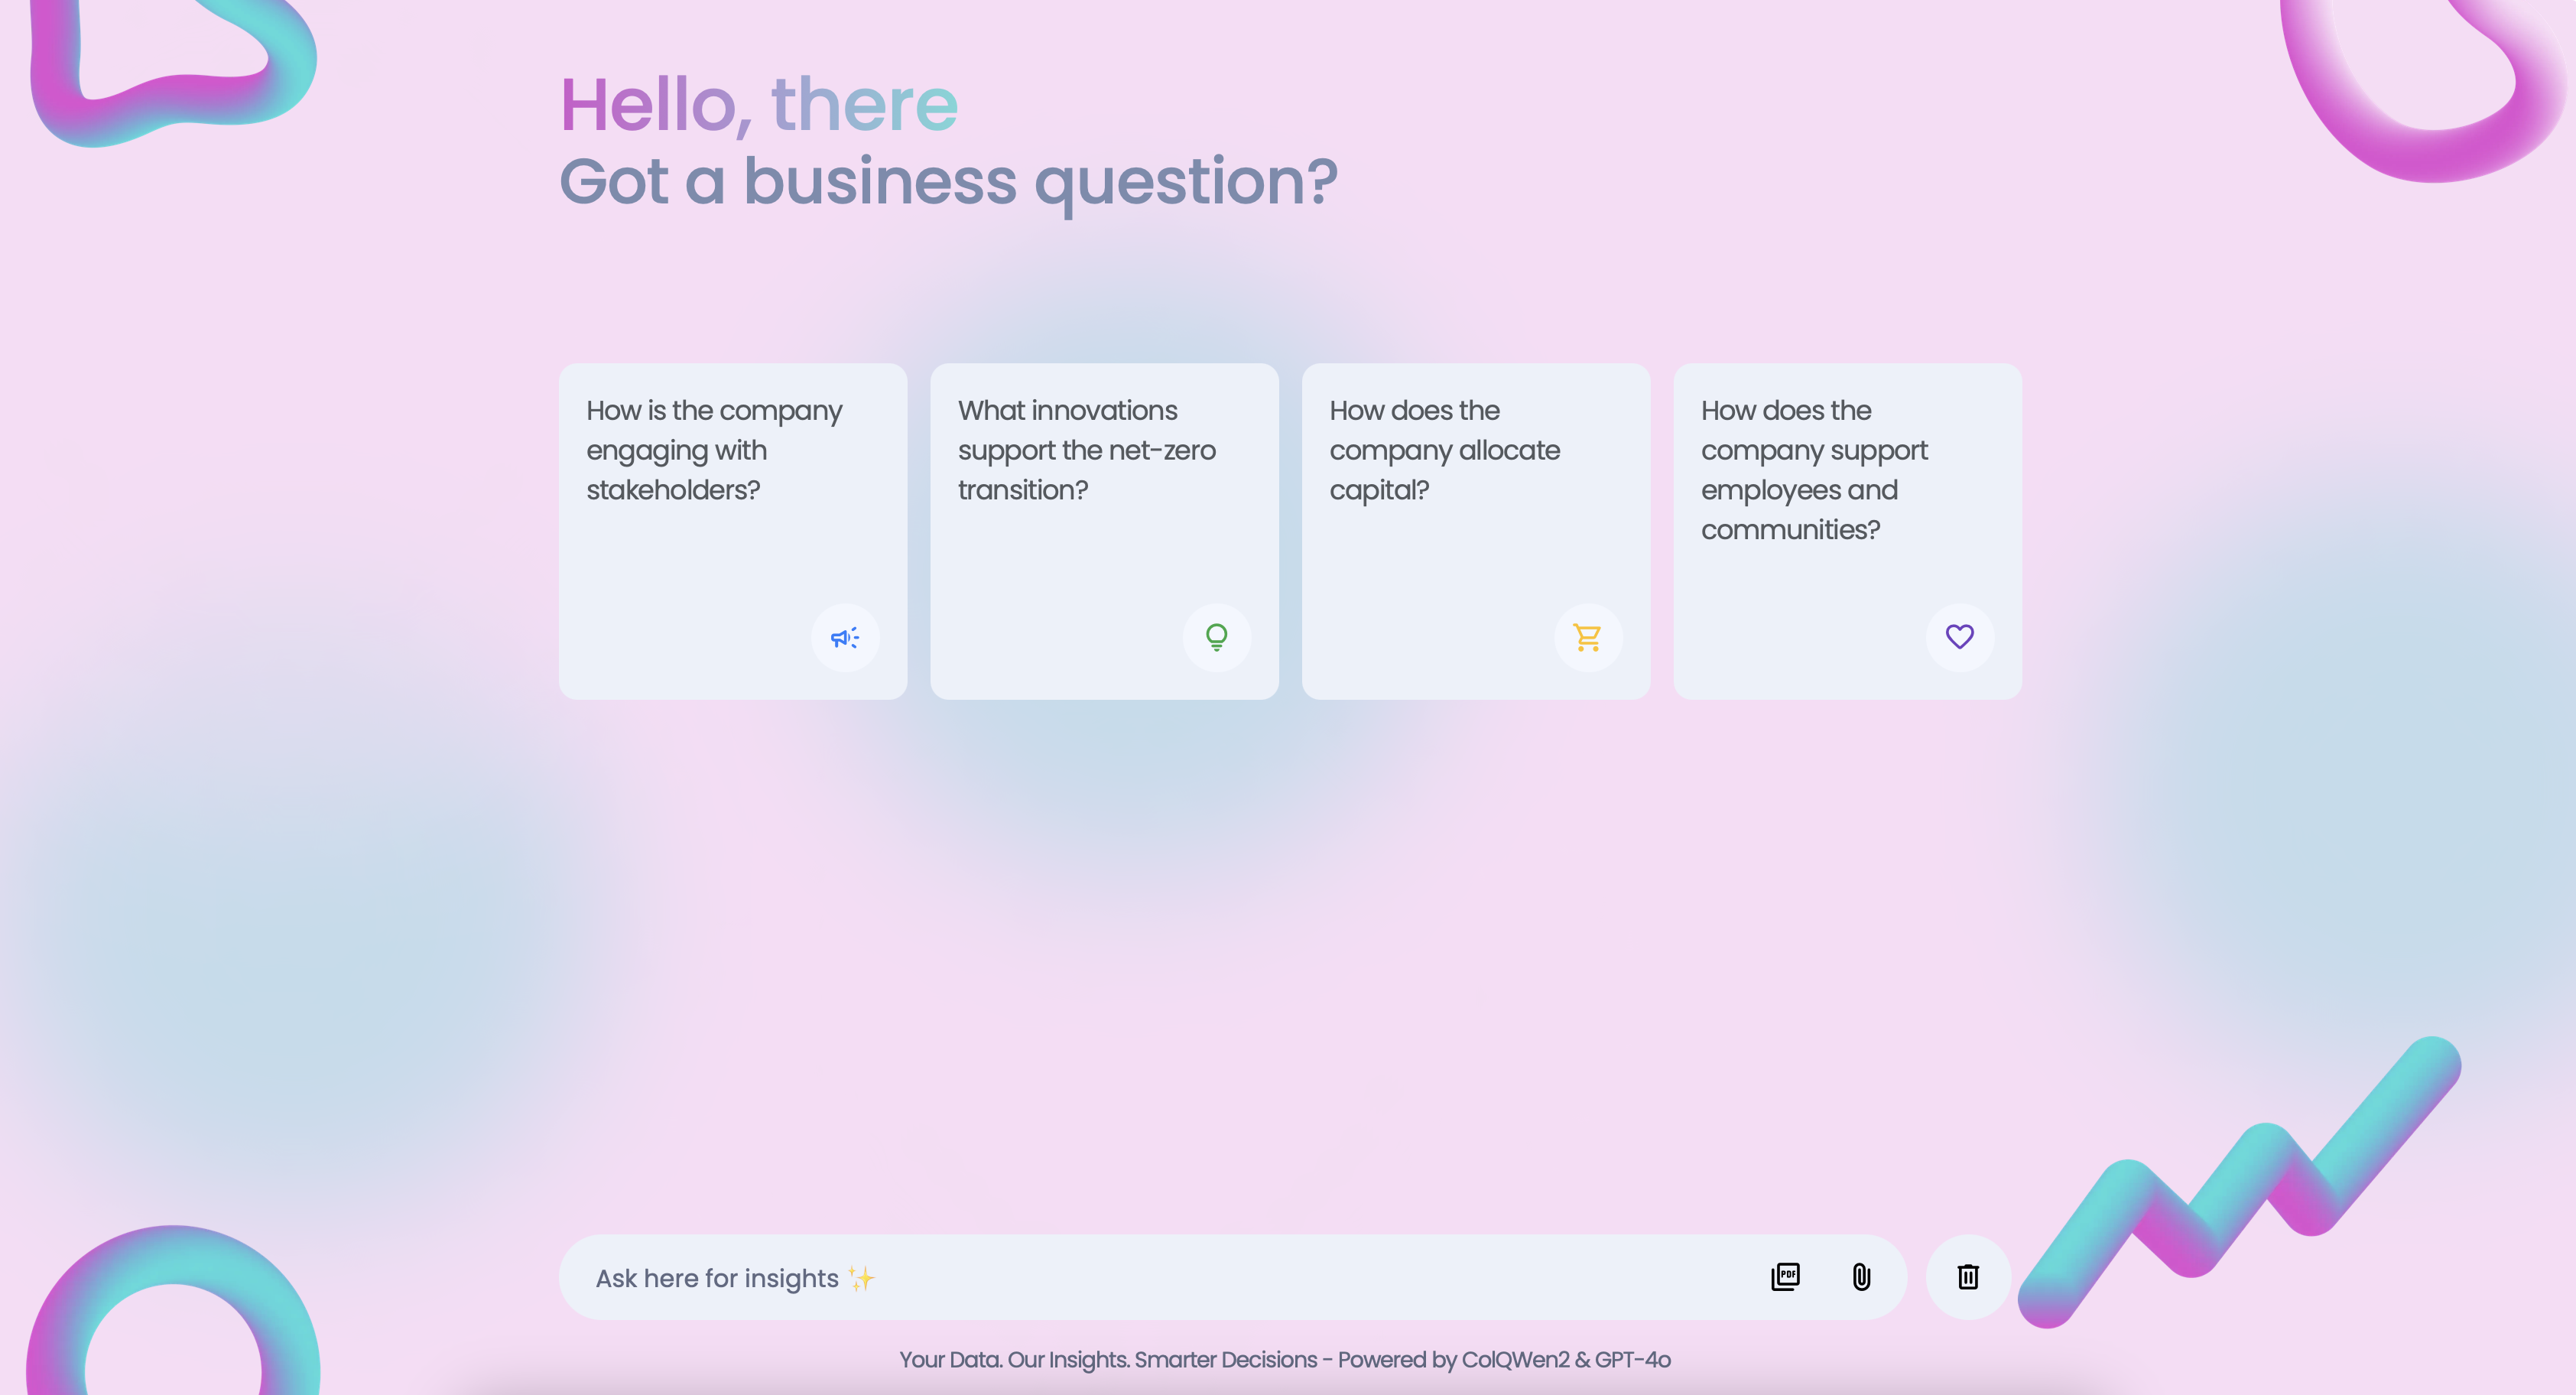 Hello, there
Got a business question?
How is the company
engaging with
stakeholders?
What innovations
support the net-zero
transition?
How does the
company allocate
capital?
How does the
company support
employees and
communities?
Ask here for insights ✨
PDF
Your Data. Our Insights. Smarter Decisions - Powered by ColQWen2 & GPT-4o